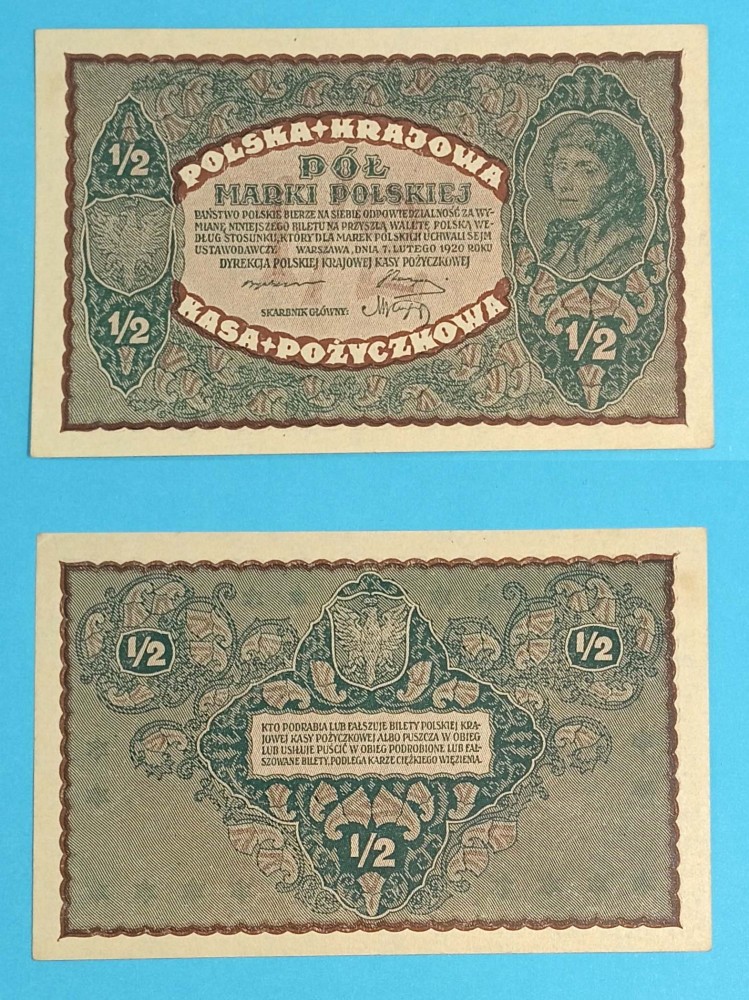 POLSKA+KRAJOWA
1/2
PÓŁ
MARKI POLSKIEJ
PAŃSTWO POLSKIE BIERZE NA SIEBIE ODPOWIEDZIALNOŚĆ ZA WY-
MIANĘ NINIEJSZEGO BILETU NA PRZYSZŁĄ WALUTĘ POLSKĄ WE-
DŁUG STOSUNKU, KTÓRY DLA MAREK POLSKICH UCHWALI SEJM
USTAWODAWCZY. WARSZAWA, DNIA 7. LUTEGO 1920 ROKU
DYREKCJA POLSKIEJ KRAJOWEJ KASY POŻYCZKOWEJ
SKARBNIK GŁÓWNY:
1/2
1/2
KASA+POŻYCZKOWA
1/2
1/2
KTO PODRABIA LUB FAŁSZUJE BILETY POLSKIEJ KRA-
JOWEJ KASY POŻYCZKOWEJ ALBO PUSZCZA W OBIEG
LUB USIŁUJE PUŚCIĆ W OBIEG PODROBIONE LUB FAŁ-
SZOWANE BILETY, PODLEGA KARZE CIĘŻKIEGO WIĘZIENIA.
1/2